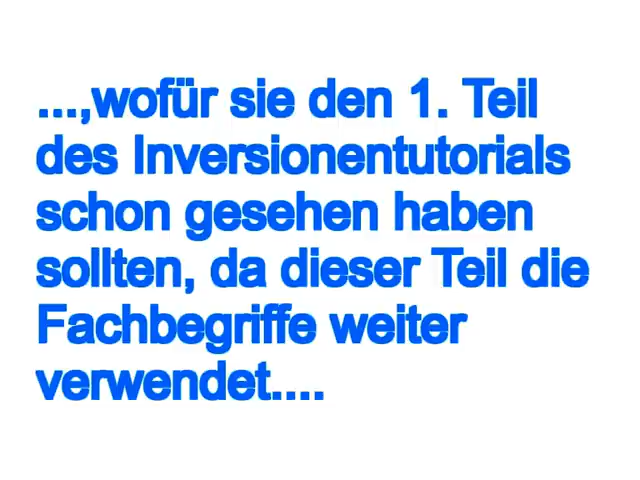 ...,wofür sie den 1. Teil
des Inversionentutorials
schon gesehen haben
sollten, da dieser Teil die
Fachbegriffe weiter
verwendet....